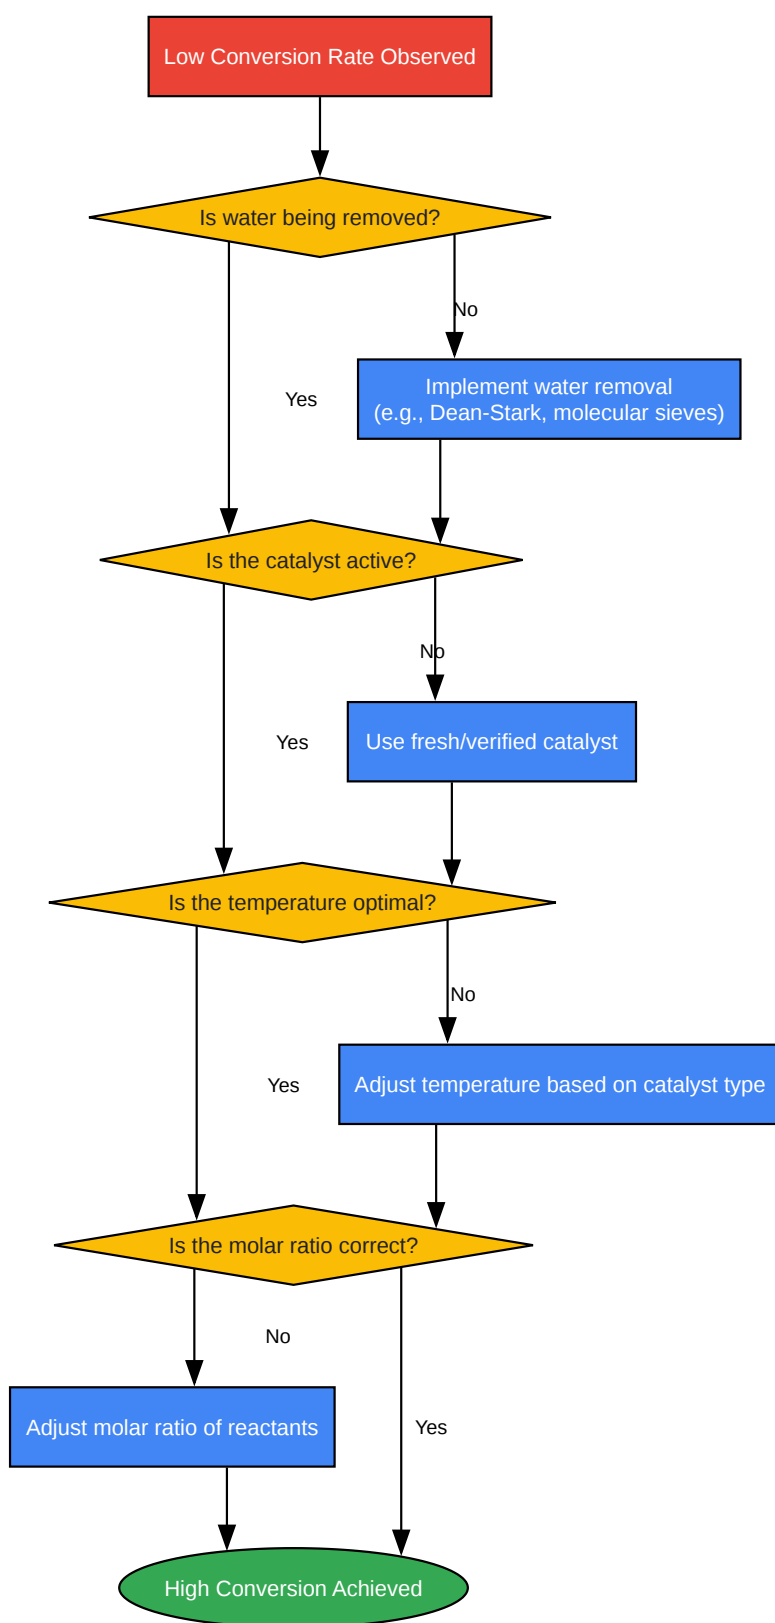 Low Conversion Rate Observed
Is water being removed?
No
Implement water removal
(e.g., Dean-Stark, molecular sieves)
Yes
Is the catalyst active?
No
Use fresh/verified catalyst
Yes
Is the temperature optimal?
No
Adjust temperature based on catalyst type
Yes
Is the molar ratio correct?
No
Adjust molar ratio of reactants
Yes
High Conversion Achieved